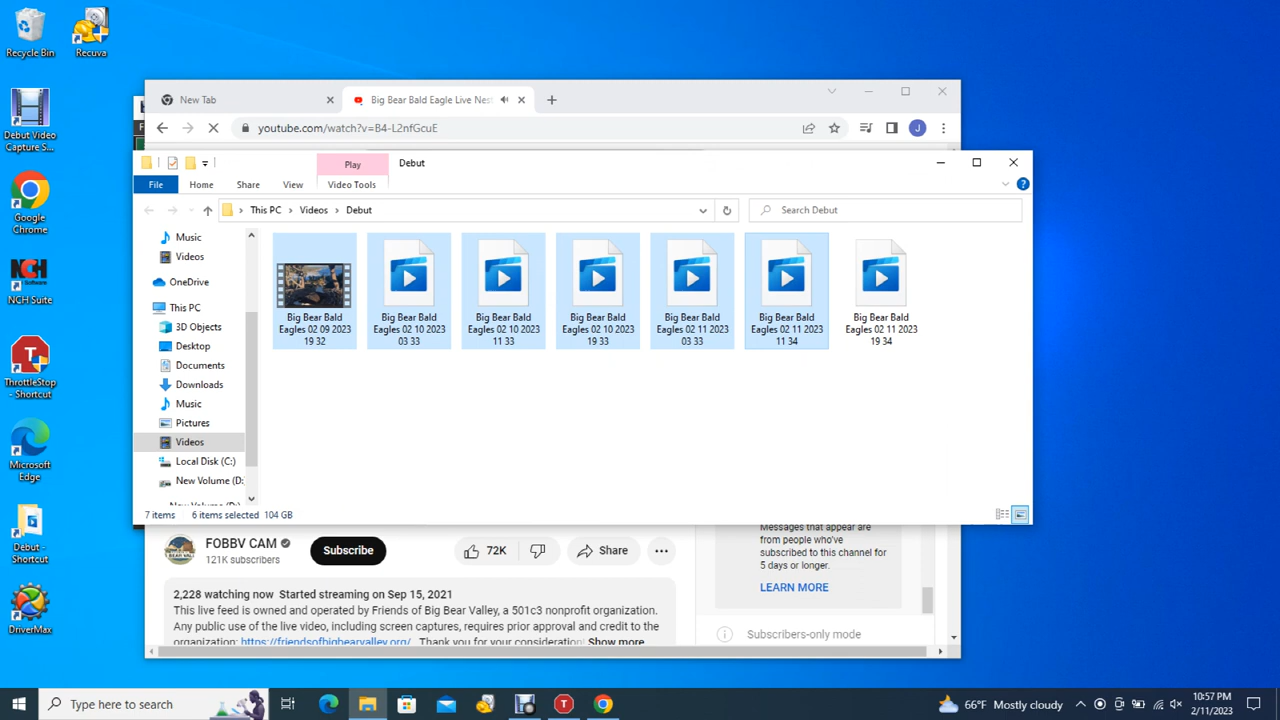 Recycle Bin
Recuva
Debut Video
Capture S...
Google
Chrome
NCH
Software
NCH Suite
T
ThrottleStop
- Shortcut
Microsoft
Edge
Debut -
Shortcut
DriverMax
New Tab
Big Bear Bald Eagle Live Nest
youtube.com/watch?v=B4-L2nfGcuE
J
Play
Debut
File
Home
Share
View
Video Tools
This PC
Videos
Debut
Search Debut
Music
Videos
OneDrive
This PC
3D Objects
Desktop
Documents
Downloads
Music
Pictures
Videos
Local Disk (C:)
New Volume (D:
Big Bear Bald
Eagles 02 09 2023
19 32
Big Bear Bald
Eagles 02 10 2023
03 33
Big Bear Bald
Eagles 02 10 2023
11 33
Big Bear Bald
Eagles 02 10 2023
19 33
Big Bear Bald
Eagles 02 11 2023
03 33
Big Bear Bald
Eagles 02 11 2023
11 34
Big Bear Bald
Eagles 02 11 2023
19 34
7 items
6 items selected 104 GB
FOBBV CAM
121K subscribers
Subscribe
72K
Share
2,228 watching now Started streaming on Sep 15, 2021
This live feed is owned and operated by Friends of Big Bear Valley, a 501c3 nonprofit organization.
Any public use of the live video, including screen captures, requires prior approval and credit to the
organization: https://friendsofbigbearvalley.org/ Thank you for your consideration! Show more
Messages that appear are
from people who've
subscribed to this channel for
5 days or longer.
LEARN MORE
Subscribers-only mode
Type here to search
T
66°F Mostly cloudy
10:57 PM
2/11/2023